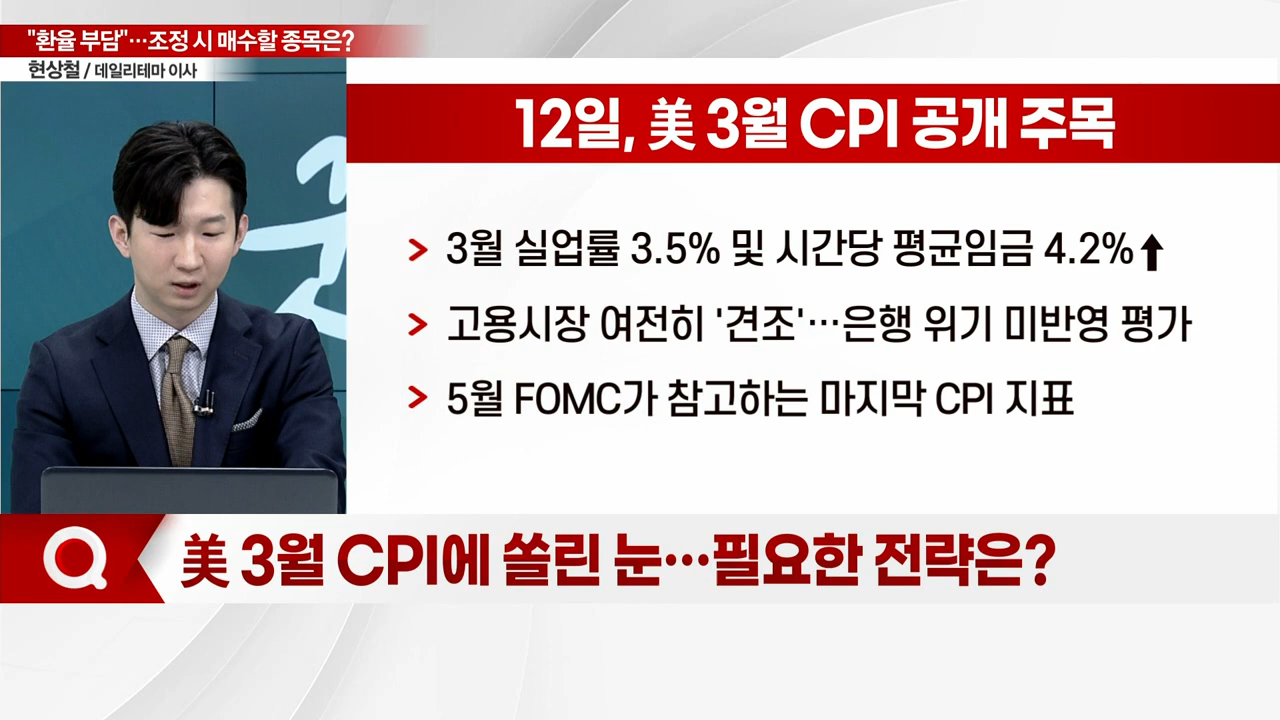 "환율 부담"…조정 시 매수할 종목은?
현상철 / 데일리테마 이사
12일, 美 3월 CPI 공개 주목
> 3월 실업률 3.5% 및 시간당 평균임금 4.2%⬆
> 고용시장 여전히 '견조'…은행 위기 미반영 평가
> 5월 FOMC가 참고하는 마지막 CPI 지표
Q 美 3월 CPI에 쏠린 눈…필요한 전략은?